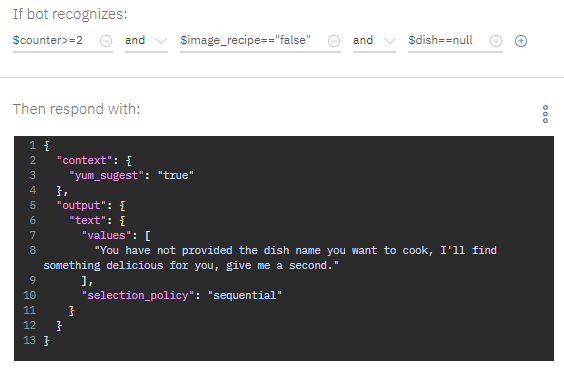 If bot recognizes:
$counter>=2 and $image_recipe=="false" and $dish==null
Then respond with:
1 {
2 "context": {
3 "yum_sugest": "true"
4 },
5 "output": {
6 "text": {
7 "values": [
8 "You have not provided the dish name you want to cook, I'll find
something delicious for you, give me a second."
9 ],
10 "selection_policy": "sequential"
11 }
12 }
13 }